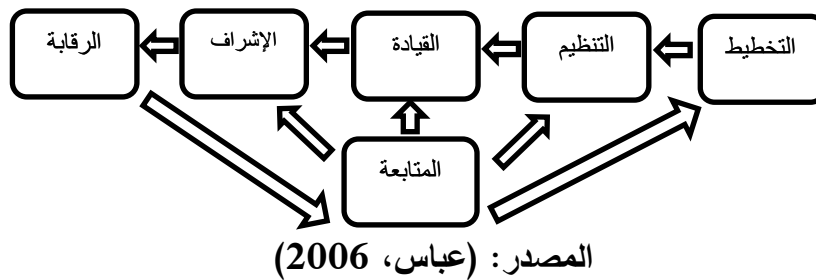 التخطيط
التنظيم
القيادة
الإشراف
الرقابة
المتابعة
المصدر: (عباس، 2006)